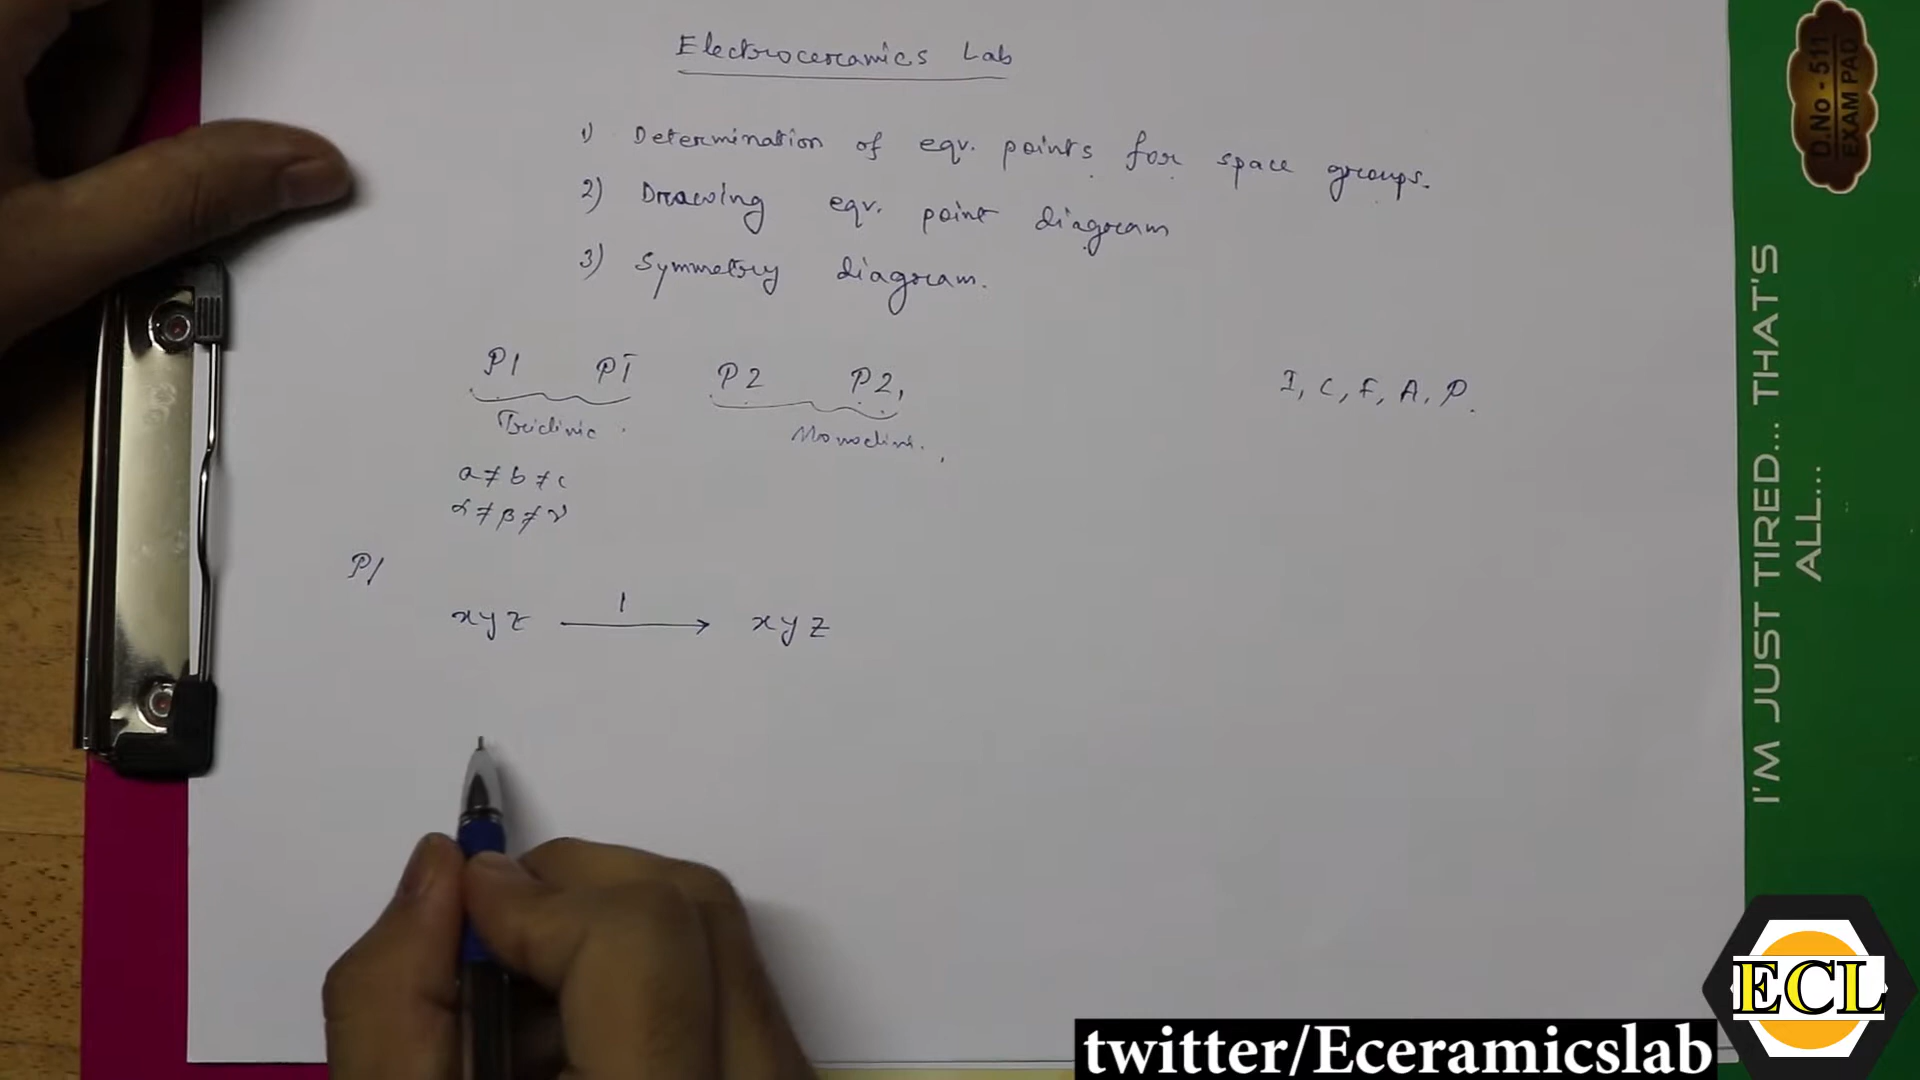 Electroceramics Lab
1) Determination of eqv. points for space groups.
2) Drawing eqv. point diagram
3) Symmetry diagram.
P1 P1̅ P2 P2₁
I, C, F, A, P.
Triclinic Monoclini.
a ≠ b ≠ c
α ≠ β ≠ γ
P1
1
xyz → xyz
D.No - 511
EXAM PAD
I'M JUST TIRED... THAT'S
ALL...
ECL
twitter/Eceramicslab